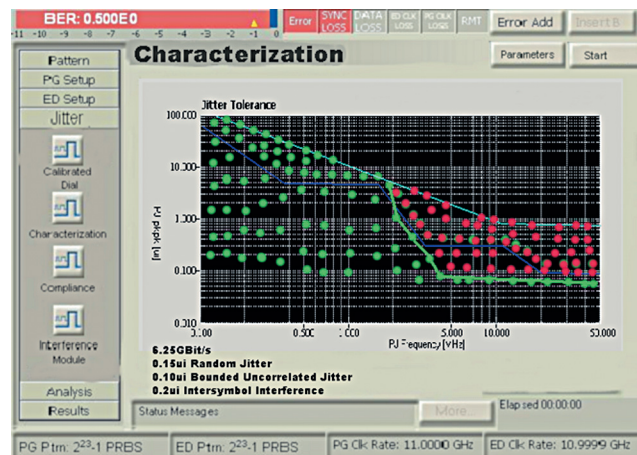 BER: 0.500E0
-11 -10 -9 -8 -7 -6 -5 -4 -3 -2 -1 0
Error
SYNC LOSS
DATA LOSS
ED CLK LOSS
PG CLK LOSS
RMT
Error Add
Insert B
Characterization
Parameters
Start
Pattern
PG Setup
ED Setup
Jitter
Calibrated
Dial
Characterization
Compliance
Interference
Module
Analysis
Results
Jitter Tolerance
100.000
10.000
1.000
0.100
0.010
PJ pkpk [ui]
0.100 0.500 1.000 5.000 10.000 50.000
PJ Frequency [MHz]
6.25GBit/s
0.15ui Random Jitter
0.10ui Bounded Uncorrelated Jitter
0.2ui Intersymbol Interference
Status Messages
More...
Elapsed 00:00:00
PG Ptrn: 2²³-1 PRBS
ED Ptrn: 2²³-1 PRBS
PG Clk Rate: 11.0000 GHz
ED Clk Rate: 10.9999 GHz